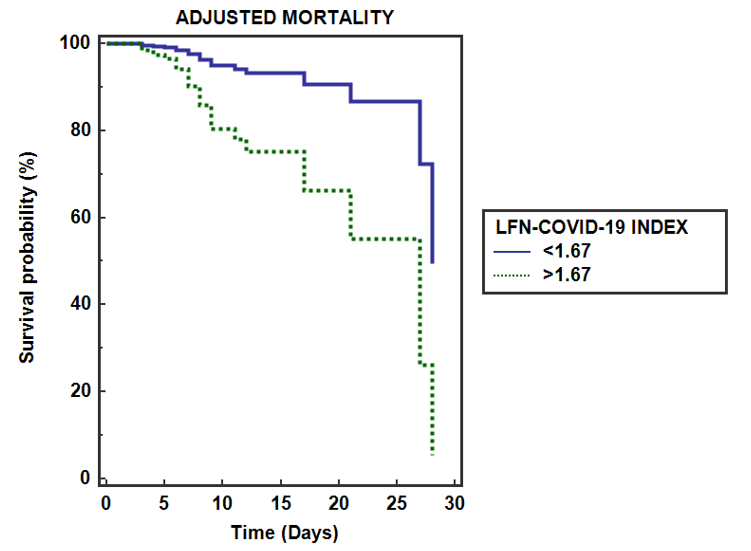 ADJUSTED MORTALITY
Survival probability (%)
100
80
60
40
20
0
0 5 10 15 20 25 30
Time (Days)
LFN-COVID-19 INDEX
<1.67
>1.67